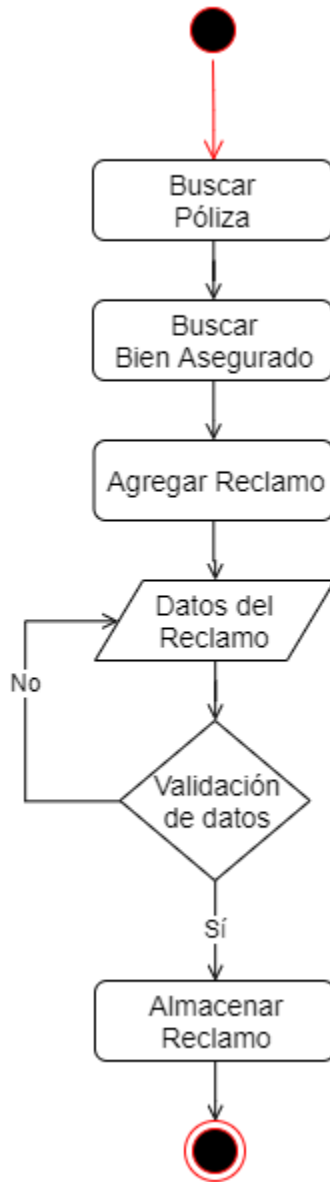 Buscar
Póliza
Buscar
Bien Asegurado
Agregar Reclamo
Datos del
Reclamo
No
Validación
de datos
Sí
Almacenar
Reclamo